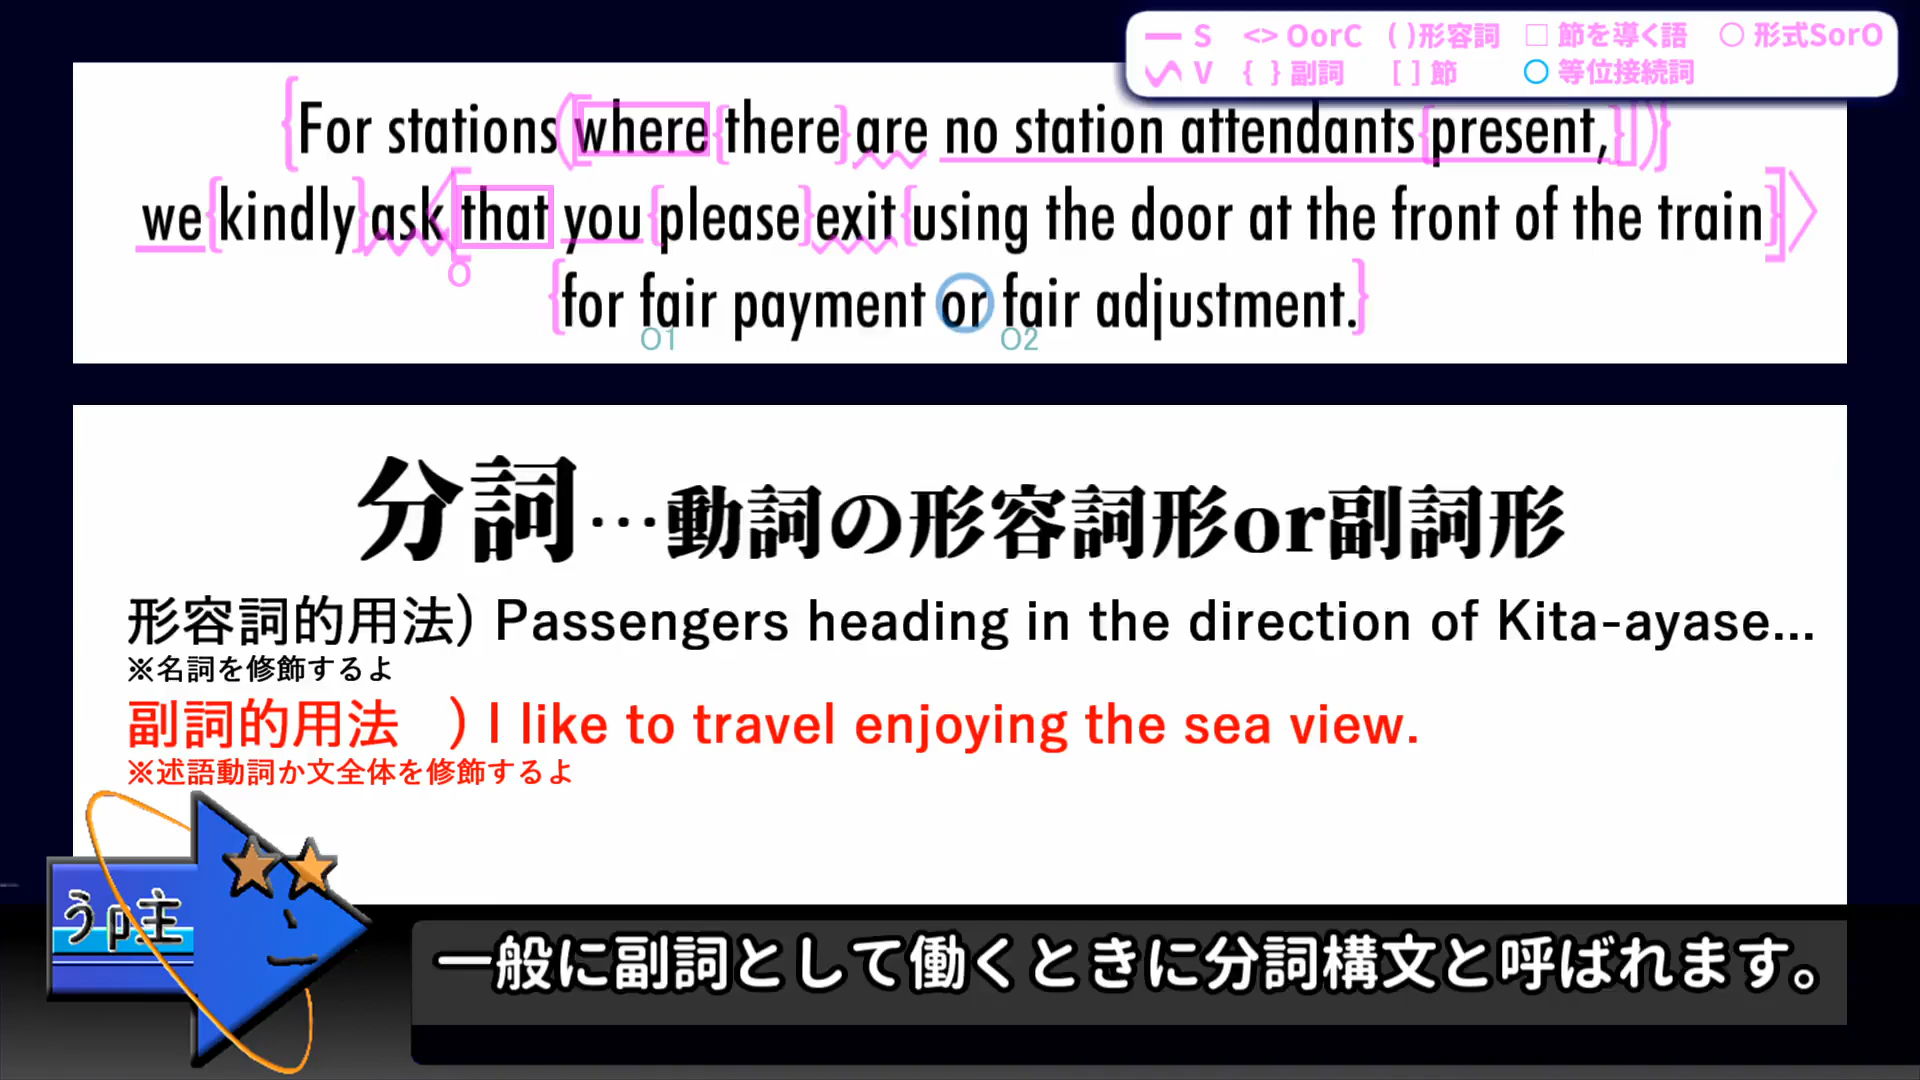 S <> OorC ( )形容詞 □ 節を導く語 ○ 形式SorO
V { } 副詞 [ ] 節 ○ 等位接続詞
{For stations([where{there}are no station attendants{present,}])}
we{kindly}ask<[that you{please}exit{using the door at the front of the train}]>
O
{for fair payment or fair adjustment.}
O1 O2
分詞…動詞の形容詞形or副詞形
形容詞的用法) Passengers heading in the direction of Kita-ayase...
※名詞を修飾するよ
副詞的用法 ) I like to travel enjoying the sea view.
※述語動詞か文全体を修飾するよ
うp主
一般に副詞として働くときに分詞構文と呼ばれます。